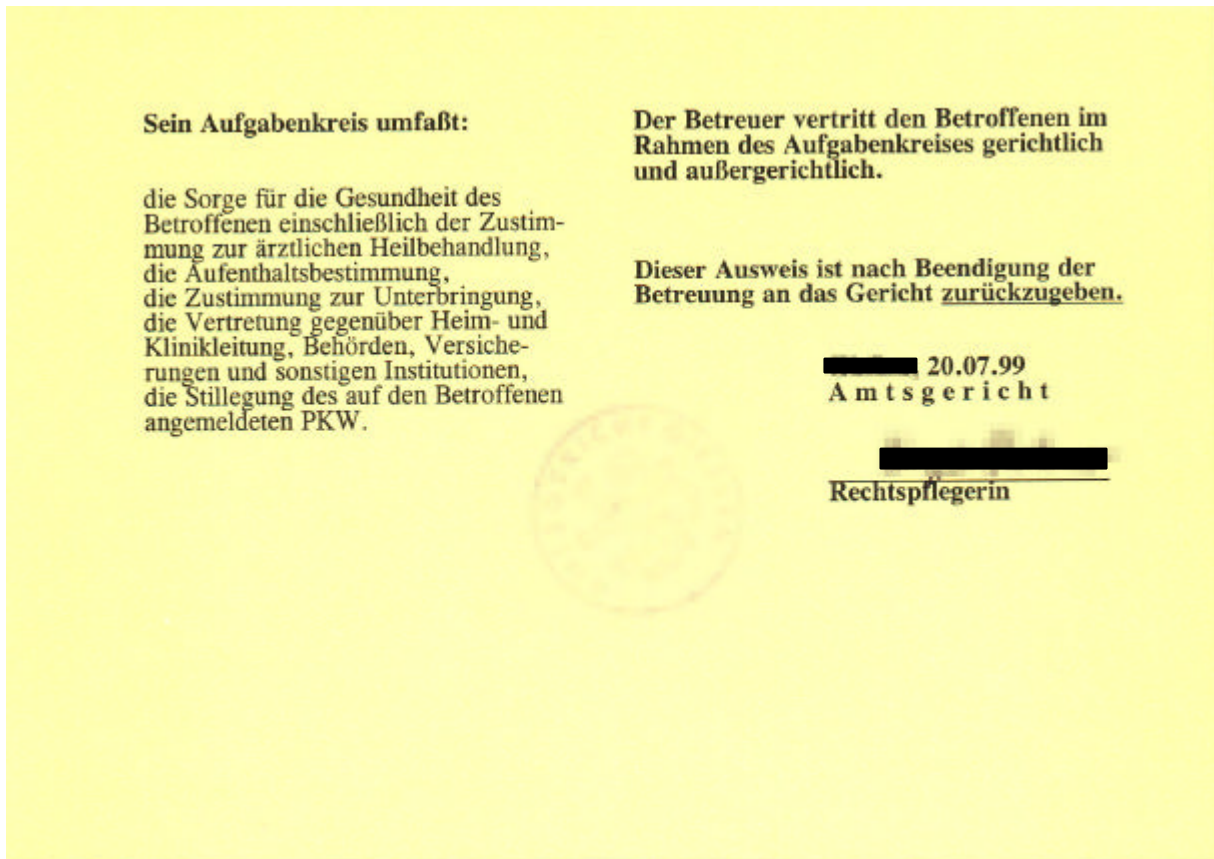 Sein Aufgabenkreis umfaßt:
die Sorge für die Gesundheit des
Betroffenen einschließlich der Zustim-
mung zur ärztlichen Heilbehandlung,
die Aufenthaltsbestimmung,
die Zustimmung zur Unterbringung,
die Vertretung gegenüber Heim- und
Klinikleitung, Behörden, Versiche-
rungen und sonstigen Institutionen,
die Stillegung des auf den Betroffenen
angemeldeten PKW.
Der Betreuer vertritt den Betroffenen im
Rahmen des Aufgabenkreises gerichtlich
und außergerichtlich.
Dieser Ausweis ist nach Beendigung der
Betreuung an das Gericht zurückzugeben.
20.07.99
Amtsgericht
Rechtspflegerin